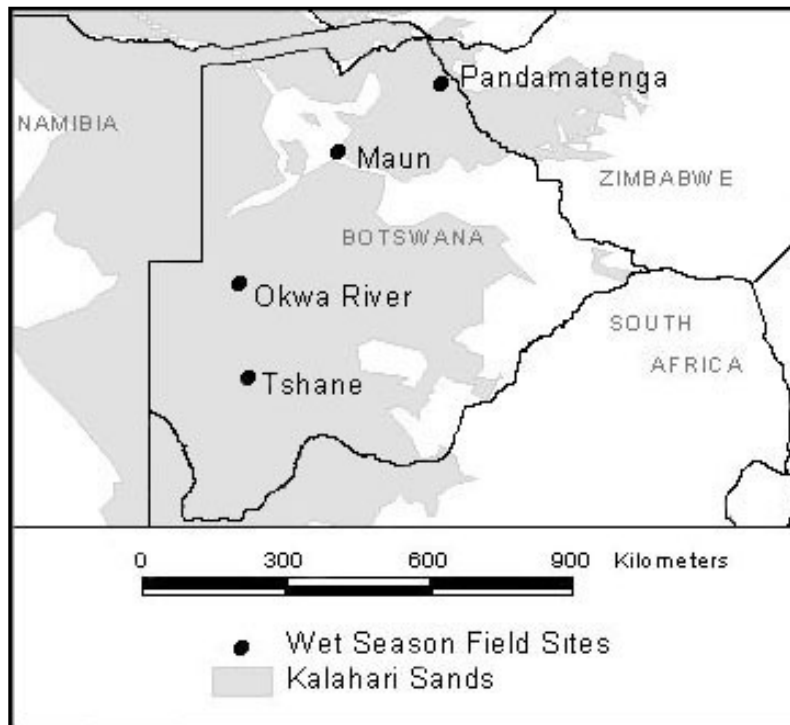 Pandamatenga
NAMIBIA
Maun
ZIMBABWE
BOTSWANA
Okwa River
SOUTH
AFRICA
Tshane
0 300 600 900 Kilometers
Wet Season Field Sites
Kalahari Sands